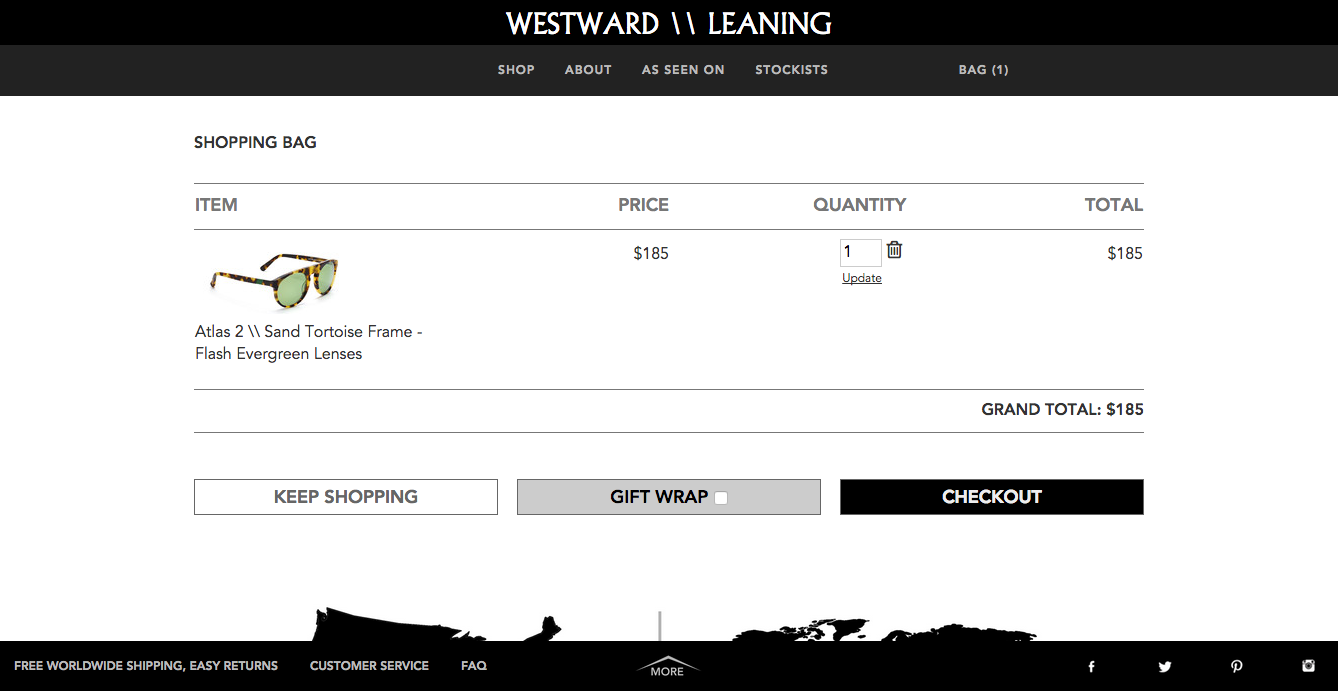 WESTWARD \\ LEANING
SHOP ABOUT AS SEEN ON STOCKISTS BAG (1)
SHOPPING BAG
ITEM PRICE QUANTITY TOTAL
$185 1 $185
Update
Atlas 2 \\ Sand Tortoise Frame -
Flash Evergreen Lenses
GRAND TOTAL: $185
KEEP SHOPPING GIFT WRAP CHECKOUT
FREE WORLDWIDE SHIPPING, EASY RETURNS CUSTOMER SERVICE FAQ MORE